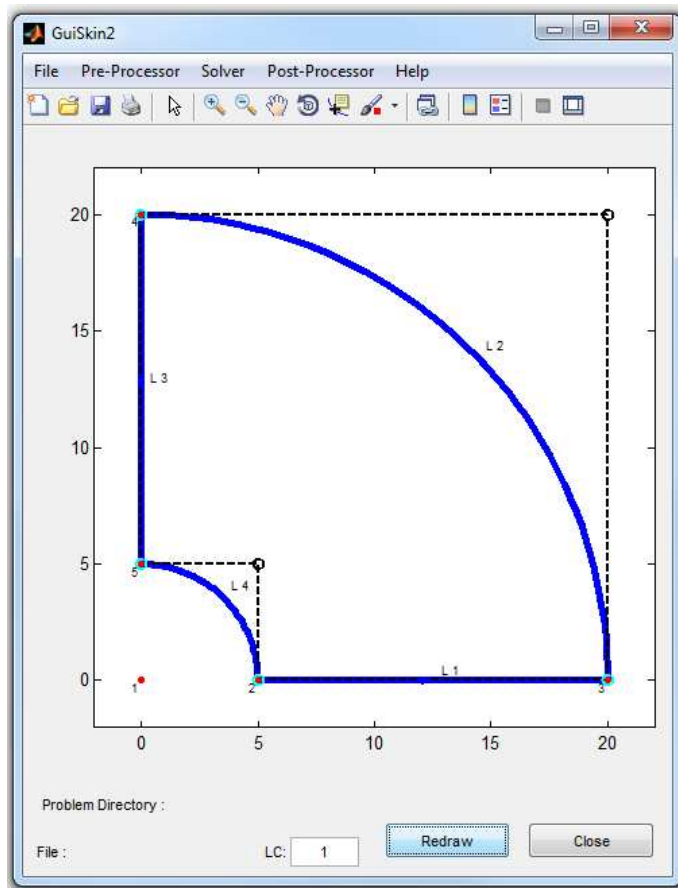 GuiSkin2
File Pre-Processor Solver Post-Processor Help
20
4
L 2
15
L 3
10
5
5
L 4
0
1
2
L 1
3
0 5 10 15 20
Problem Directory :
File :
LC: 1
Redraw
Close